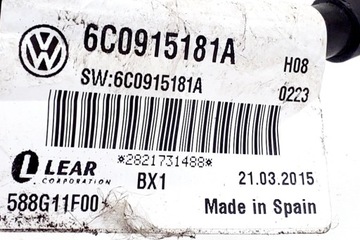 6C0915181A
SW:6C0915181A
H08
0223
*2821731488*
LEAR
CORPORATION
BX1
21.03.2015
588G11F00
Made in Spain